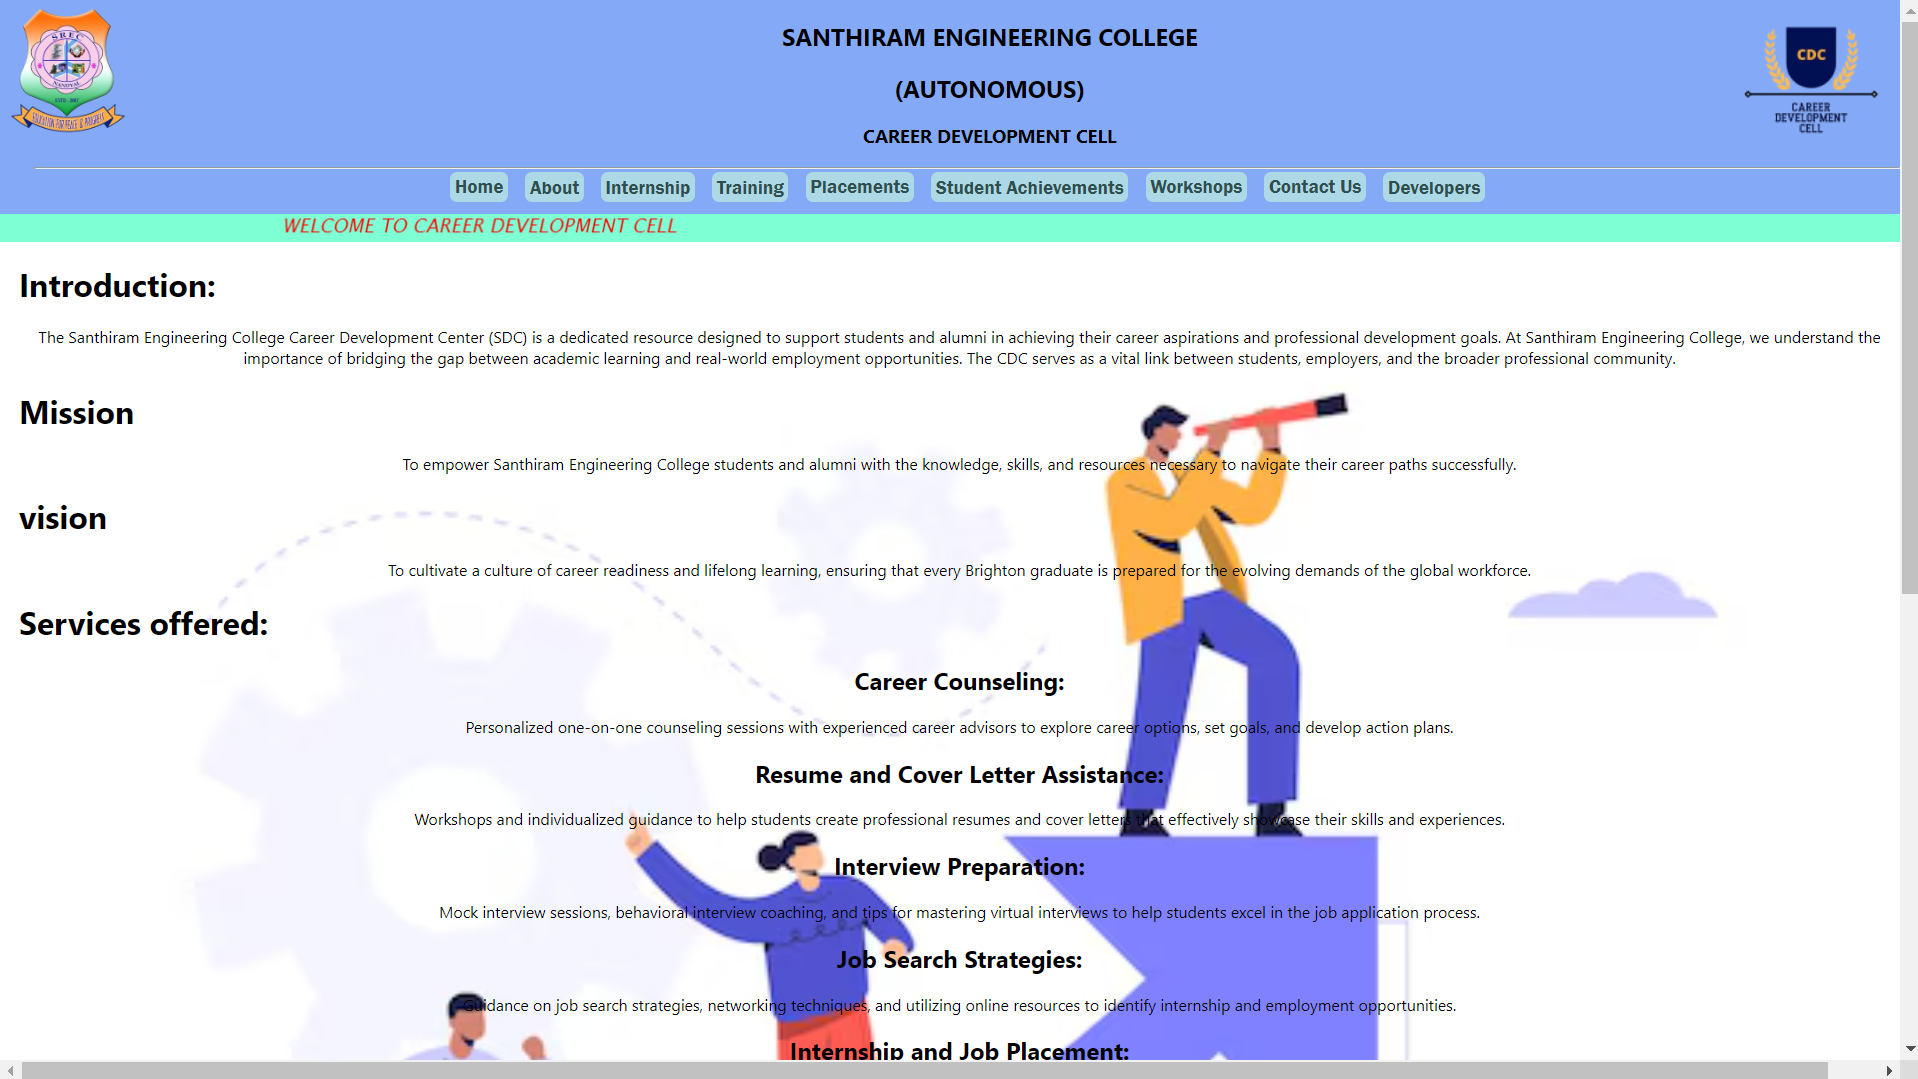 SREC
NANDYAL
ESTD - 2007
EDUCATION FOR PEACE & PROGRESS
SANTHIRAM ENGINEERING COLLEGE
(AUTONOMOUS)
CAREER DEVELOPMENT CELL
CDC
CAREER
DEVELOPMENT
CELL
Home About Internship Training Placements Student Achievements Workshops Contact Us Developers
WELCOME TO CAREER DEVELOPMENT CELL
Introduction:
The Santhiram Engineering College Career Development Center (SDC) is a dedicated resource designed to support students and alumni in achieving their career aspirations and professional development goals. At Santhiram Engineering College, we understand the
importance of bridging the gap between academic learning and real-world employment opportunities. The CDC serves as a vital link between students, employers, and the broader professional community.
Mission
To empower Santhiram Engineering College students and alumni with the knowledge, skills, and resources necessary to navigate their career paths successfully.
vision
To cultivate a culture of career readiness and lifelong learning, ensuring that every Brighton graduate is prepared for the evolving demands of the global workforce.
Services offered:
Career Counseling:
Personalized one-on-one counseling sessions with experienced career advisors to explore career options, set goals, and develop action plans.
Resume and Cover Letter Assistance:
Workshops and individualized guidance to help students create professional resumes and cover letters that effectively showcase their skills and experiences.
Interview Preparation:
Mock interview sessions, behavioral interview coaching, and tips for mastering virtual interviews to help students excel in the job application process.
Job Search Strategies:
Guidance on job search strategies, networking techniques, and utilizing online resources to identify internship and employment opportunities.
Internship and Job Placement: